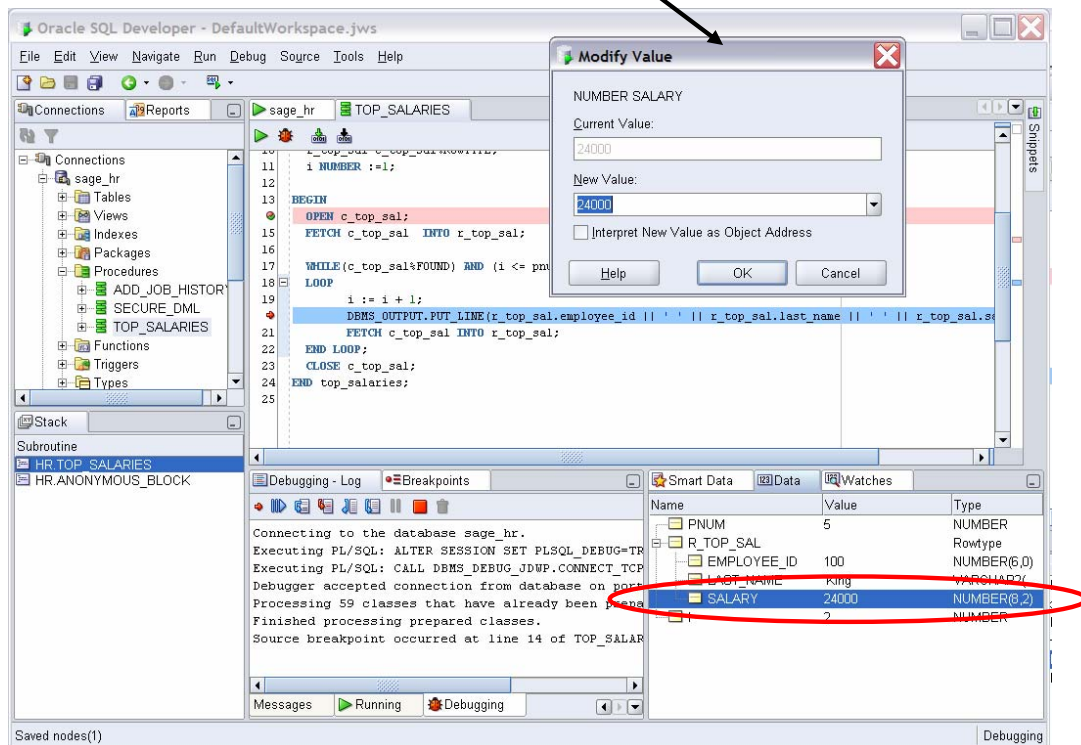 Oracle SQL Developer - DefaultWorkspace.jws
File Edit View Navigate Run Debug Source Tools Help
Connections Reports
Connections
sage_hr
Tables
Views
Indexes
Packages
Procedures
ADD_JOB_HISTORY
SECURE_DML
TOP_SALARIES
Functions
Triggers
Types
Stack
Subroutine
HR.TOP_SALARIES
HR.ANONYMOUS_BLOCK
sage_hr TOP_SALARIES
11 i NUMBER :=1;
12
13 BEGIN
OPEN c_top_sal;
15 FETCH c_top_sal INTO r_top_sal;
16
17 WHILE(c_top_sal%FOUND) AND (i <= pnu
18 LOOP
19 i := i + 1;
DBMS_OUTPUT.PUT_LINE(r_top_sal.employee_id || ' ' || r_top_sal.last_name || ' ' || r_top_sal.sa
21 FETCH c_top_sal INTO r_top_sal;
22 END LOOP;
23 CLOSE c_top_sal;
24 END top_salaries;
25
Snippets
Modify Value
NUMBER SALARY
Current Value:
24000
New Value:
24000
Interpret New Value as Object Address
Help OK Cancel
Debugging - Log Breakpoints
Connecting to the database sage_hr.
Executing PL/SQL: ALTER SESSION SET PLSQL_DEBUG=TR
Executing PL/SQL: CALL DBMS_DEBUG_JDWP.CONNECT_TCP
Debugger accepted connection from database on port
Processing 59 classes that have already been prepa
Finished processing prepared classes.
Source breakpoint occurred at line 14 of TOP_SALAR
Messages Running Debugging
Smart Data Data Watches
Name Value Type
PNUM 5 NUMBER
R_TOP_SAL Rowtype
EMPLOYEE_ID 100 NUMBER(6,0)
LAST_NAME King VARCHAR2(
SALARY 24000 NUMBER(8,2)
I 2 NUMBER
Saved nodes(1) Debugging